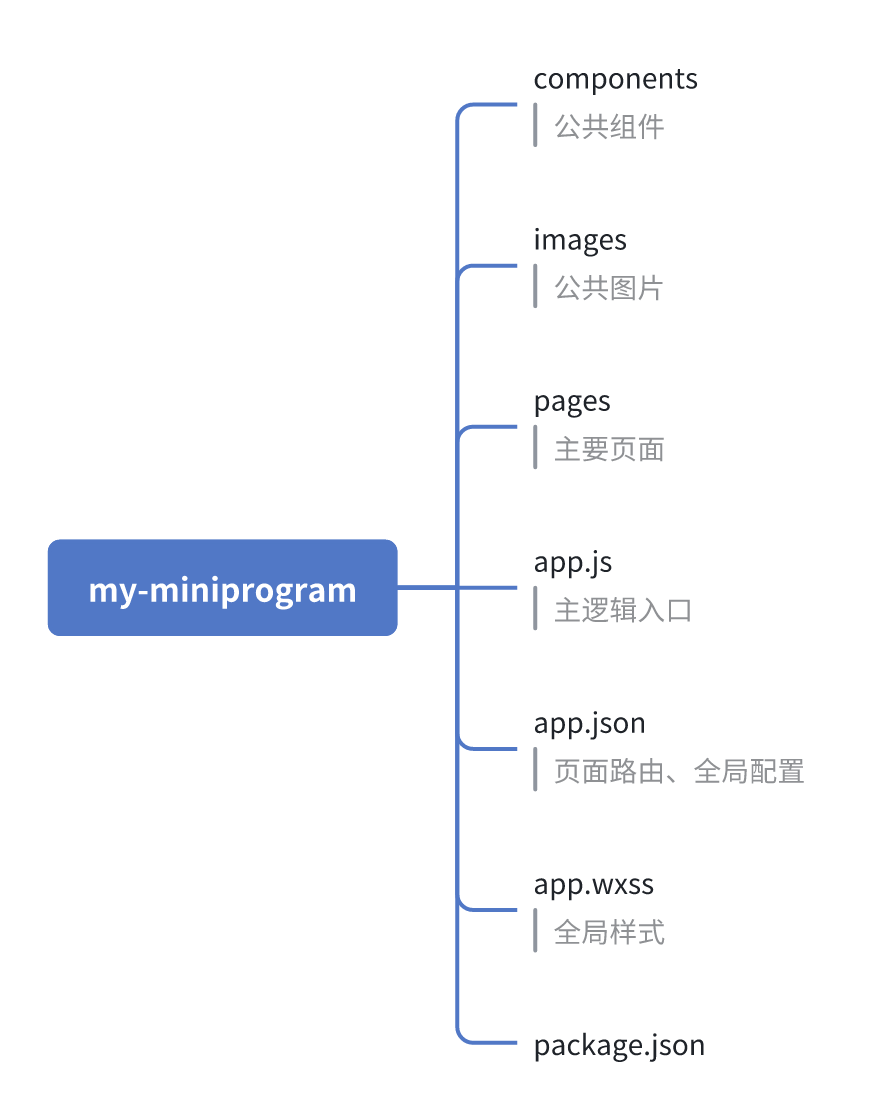 components
公共组件
images
公共图片
pages
主要页面
app.js
主逻辑入口
my-miniprogram
app.json
页面路由、全局配置
app.wxss
全局样式
package.json